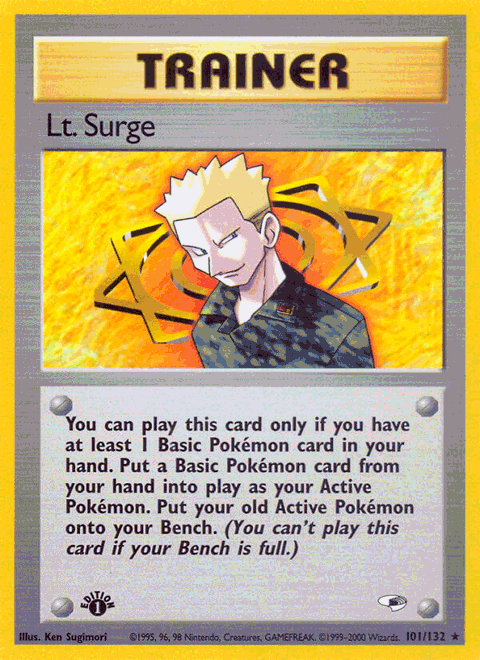 TRAINER
Lt. Surge
You can play this card only if you have
at least 1 Basic Pokémon card in your
hand. Put a Basic Pokémon card from
your hand into play as your Active
Pokémon. Put your old Active Pokémon
onto your Bench. (You can't play this
card if your Bench is full.)
EDITION
1
Illus. Ken Sugimori ©1995, 96, 98 Nintendo, Creatures, GAMEFREAK. ©1999–2000 Wizards. 101/132 ★